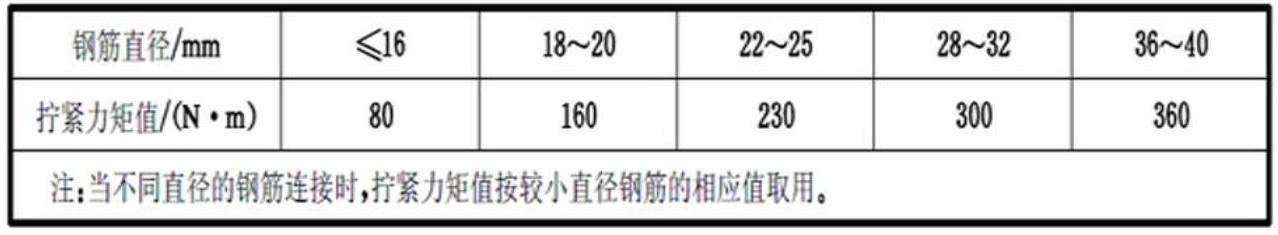 钢筋直径/mm ≤16 18～20 22～25 28～32 36～40
拧紧力矩值/(N·m) 80 160 230 300 360
注:当不同直径的钢筋连接时,拧紧力矩值按较小直径钢筋的相应值取用。